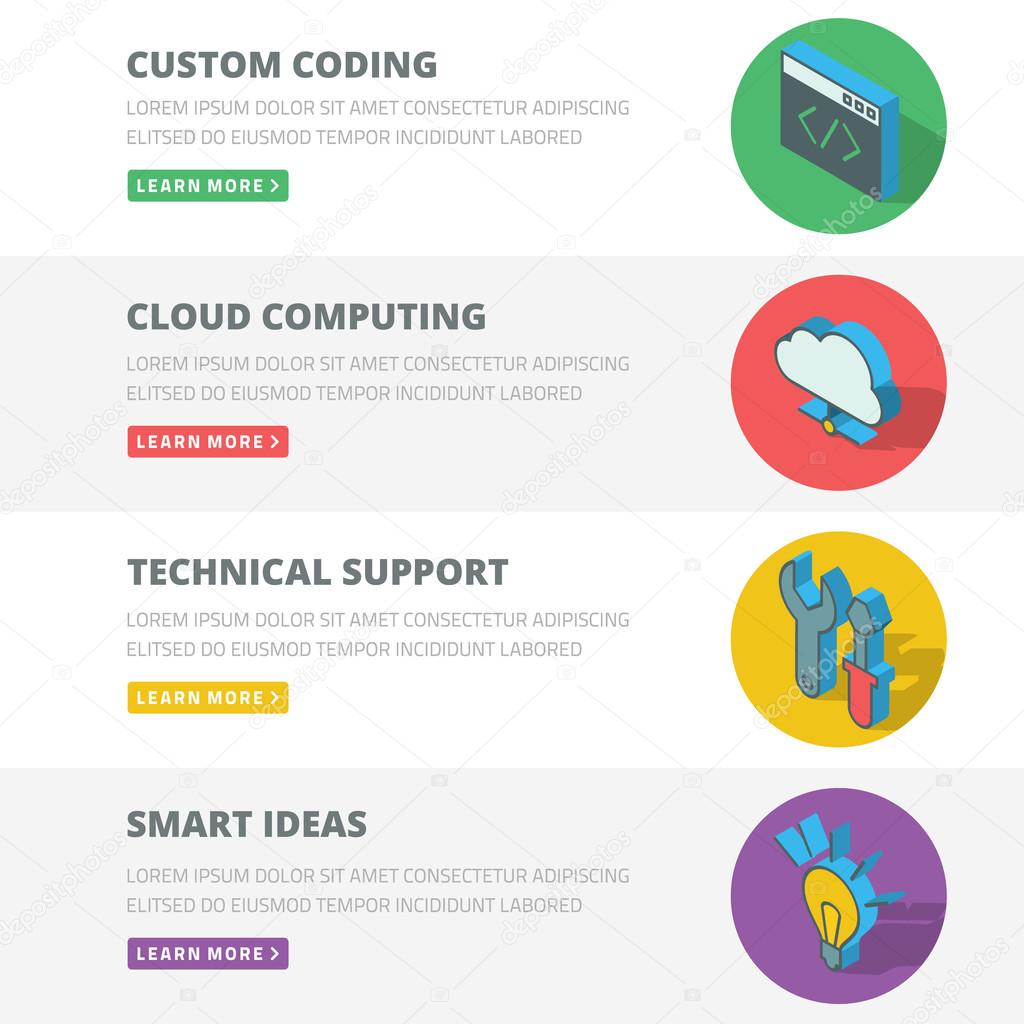 CUSTOM CODING
LOREM IPSUM DOLOR SIT AMET CONSECTETUR ADIPISCING
ELITSED DO EIUSMOD TEMPOR INCIDIDUNT LABORED
LEARN MORE >
</>
CLOUD COMPUTING
LOREM IPSUM DOLOR SIT AMET CONSECTETUR ADIPISCING
ELITSED DO EIUSMOD TEMPOR INCIDIDUNT LABORED
LEARN MORE >
TECHNICAL SUPPORT
LOREM IPSUM DOLOR SIT AMET CONSECTETUR ADIPISCING
ELITSED DO EIUSMOD TEMPOR INCIDIDUNT LABORED
LEARN MORE >
SMART IDEAS
LOREM IPSUM DOLOR SIT AMET CONSECTETUR ADIPISCING
ELITSED DO EIUSMOD TEMPOR INCIDIDUNT LABORED
LEARN MORE >
depositphotos